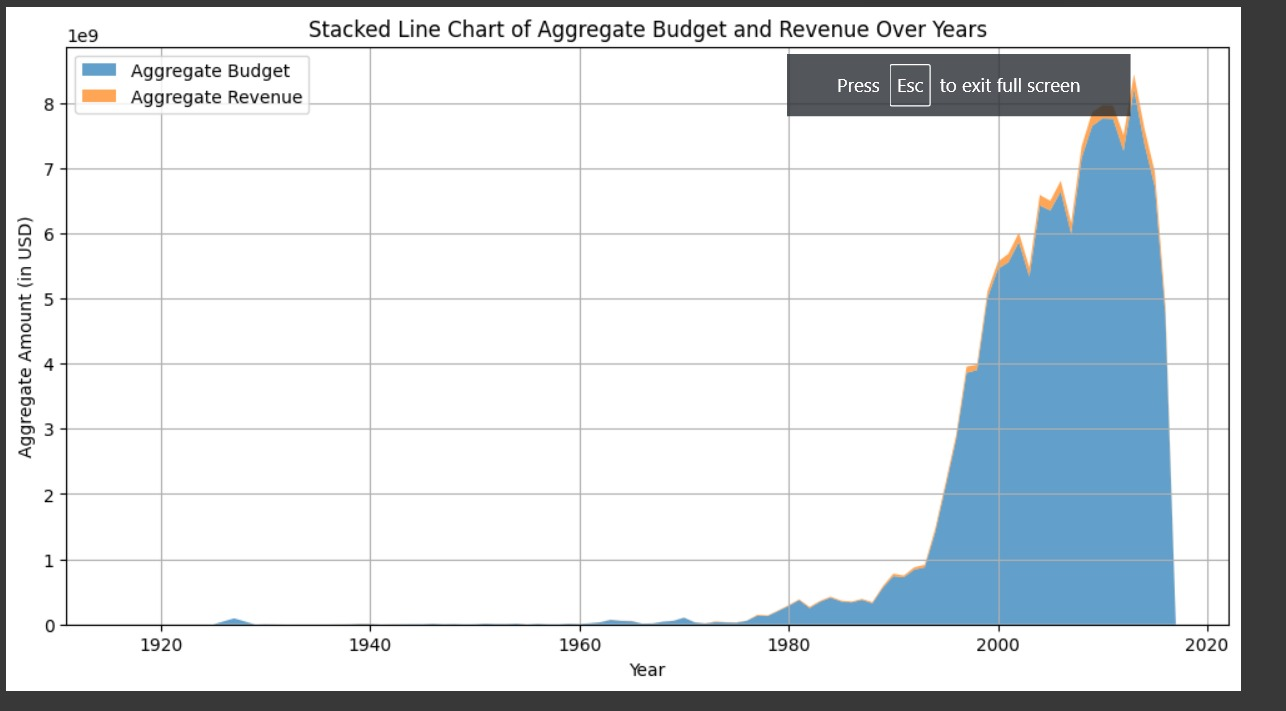 Stacked Line Chart of Aggregate Budget and Revenue Over Years
1e9
Aggregate Budget
Aggregate Revenue
Press Esc to exit full screen
8
7
6
5
4
3
2
1
0
Aggregate Amount (in USD)
1920 1940 1960 1980 2000 2020
Year